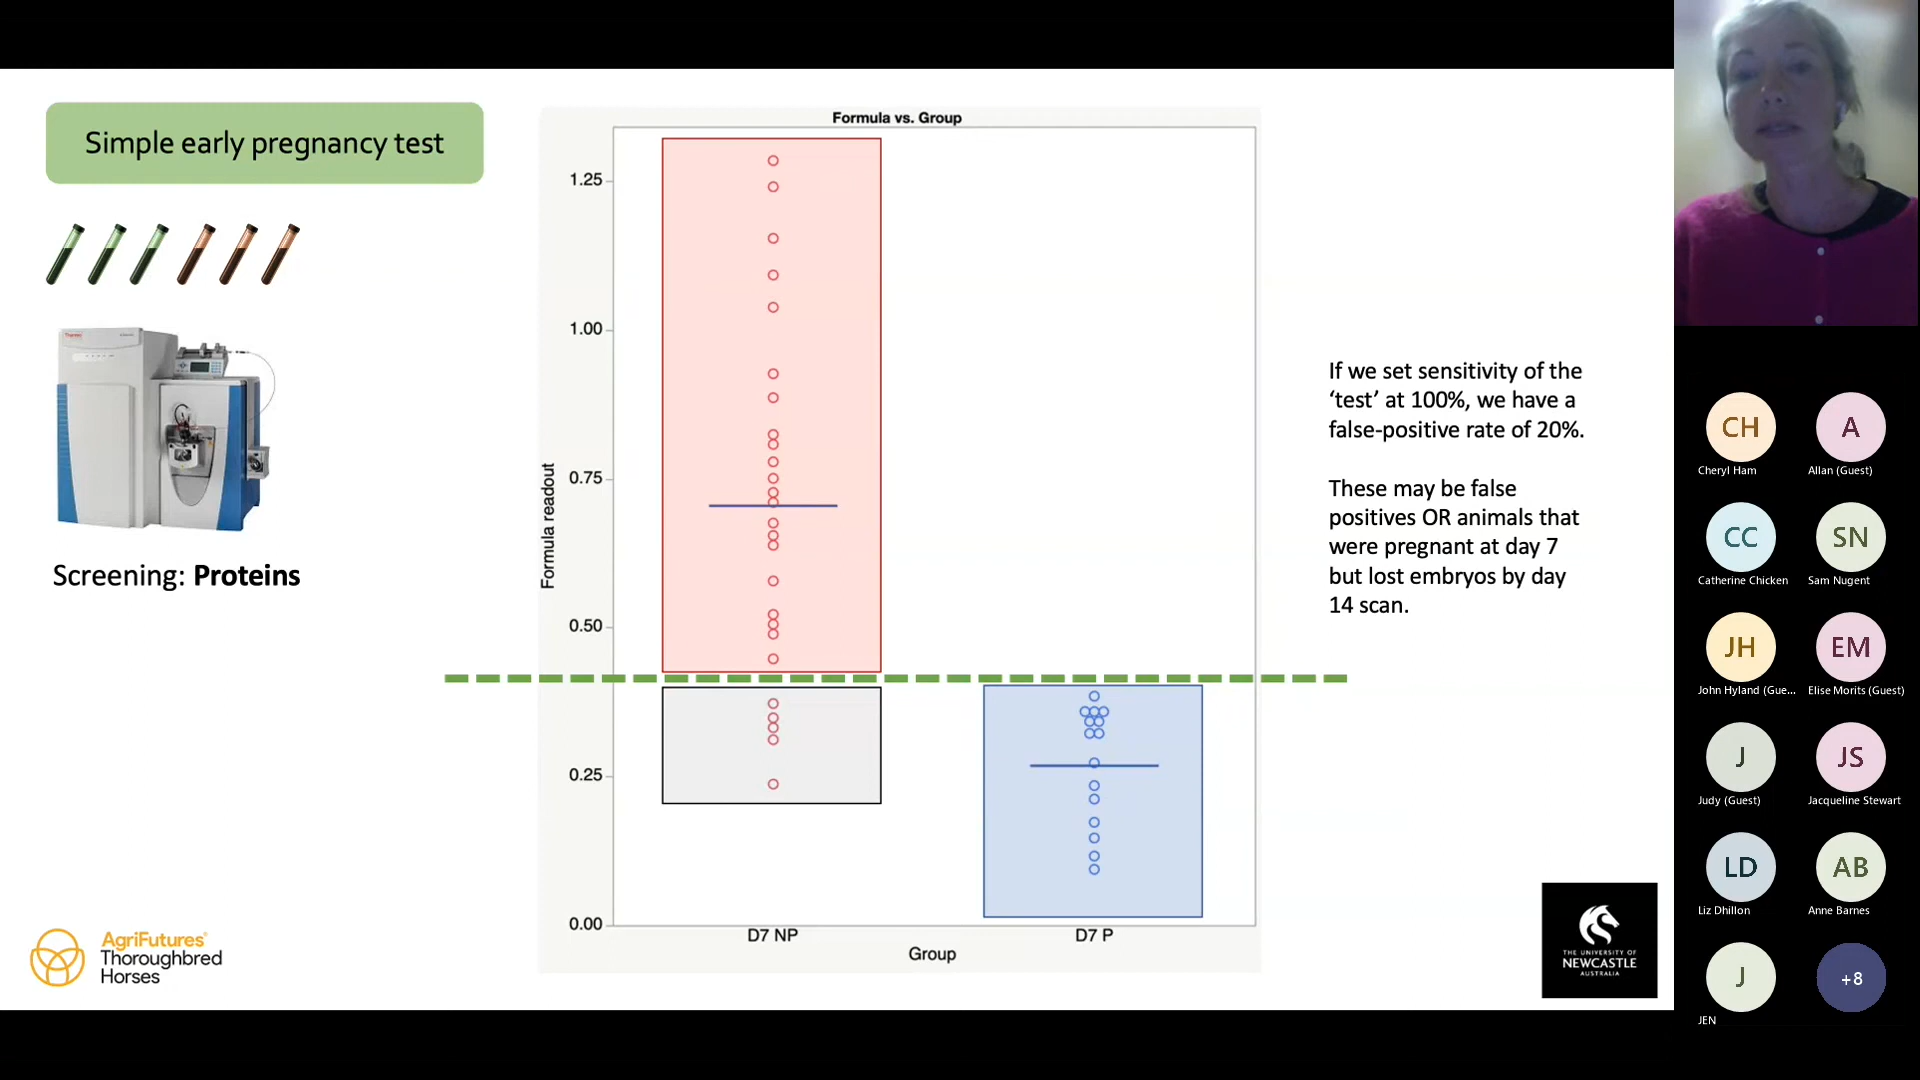 Simple early pregnancy test
Screening: Proteins
AgriFutures®
Thoroughbred
Horses
Formula vs. Group
Formula readout
1.25
1.00
0.75
0.50
0.25
0.00
D7 NP
D7 P
Group
If we set sensitivity of the
‘test’ at 100%, we have a
false-positive rate of 20%.
These may be false
positives OR animals that
were pregnant at day 7
but lost embryos by day
14 scan.
THE UNIVERSITY OF
NEWCASTLE
AUSTRALIA
CH
Cheryl Ham
A
Allan (Guest)
CC
Catherine Chicken
SN
Sam Nugent
JH
John Hyland (Gue...
EM
Elise Morits (Guest)
J
Judy (Guest)
JS
Jacqueline Stewart
LD
Liz Dhillon
AB
Anne Barnes
J
JEN
+8